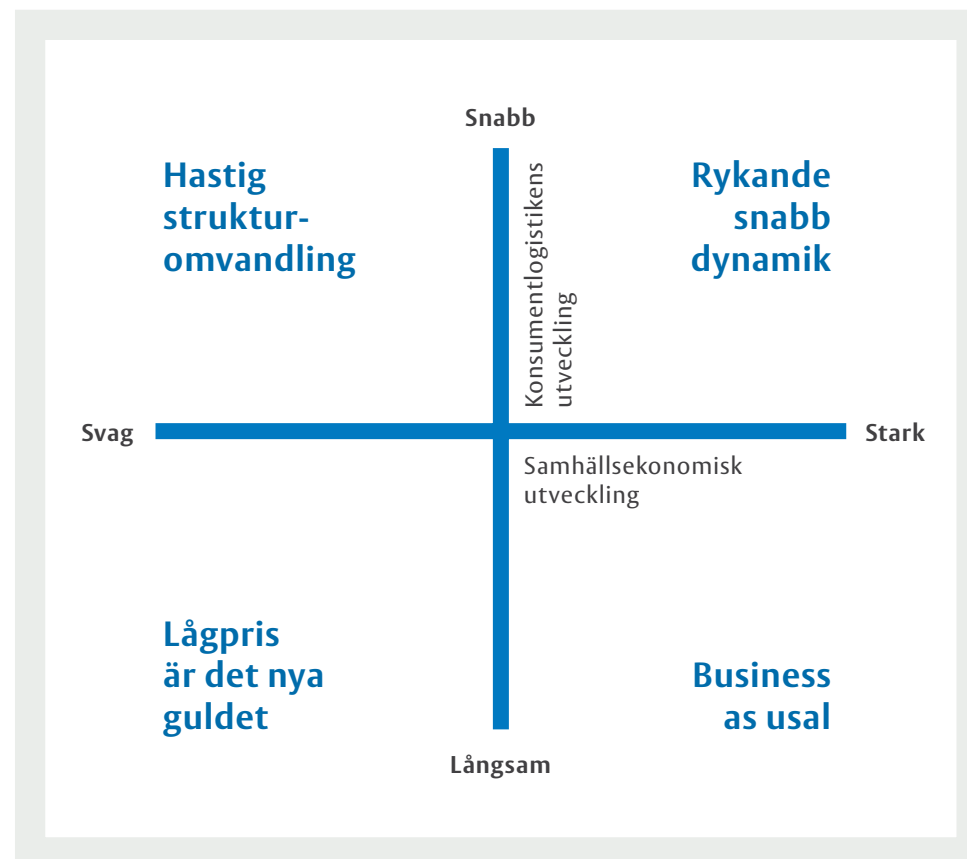 Snabb
Hastig
struktur-
omvandling
Konsumentlogistikens
utveckling
Rykande
snabb
dynamik
Svag
Stark
Samhällsekonomisk
utveckling
Lågpris
är det nya
guldet
Business
as usal
Långsam